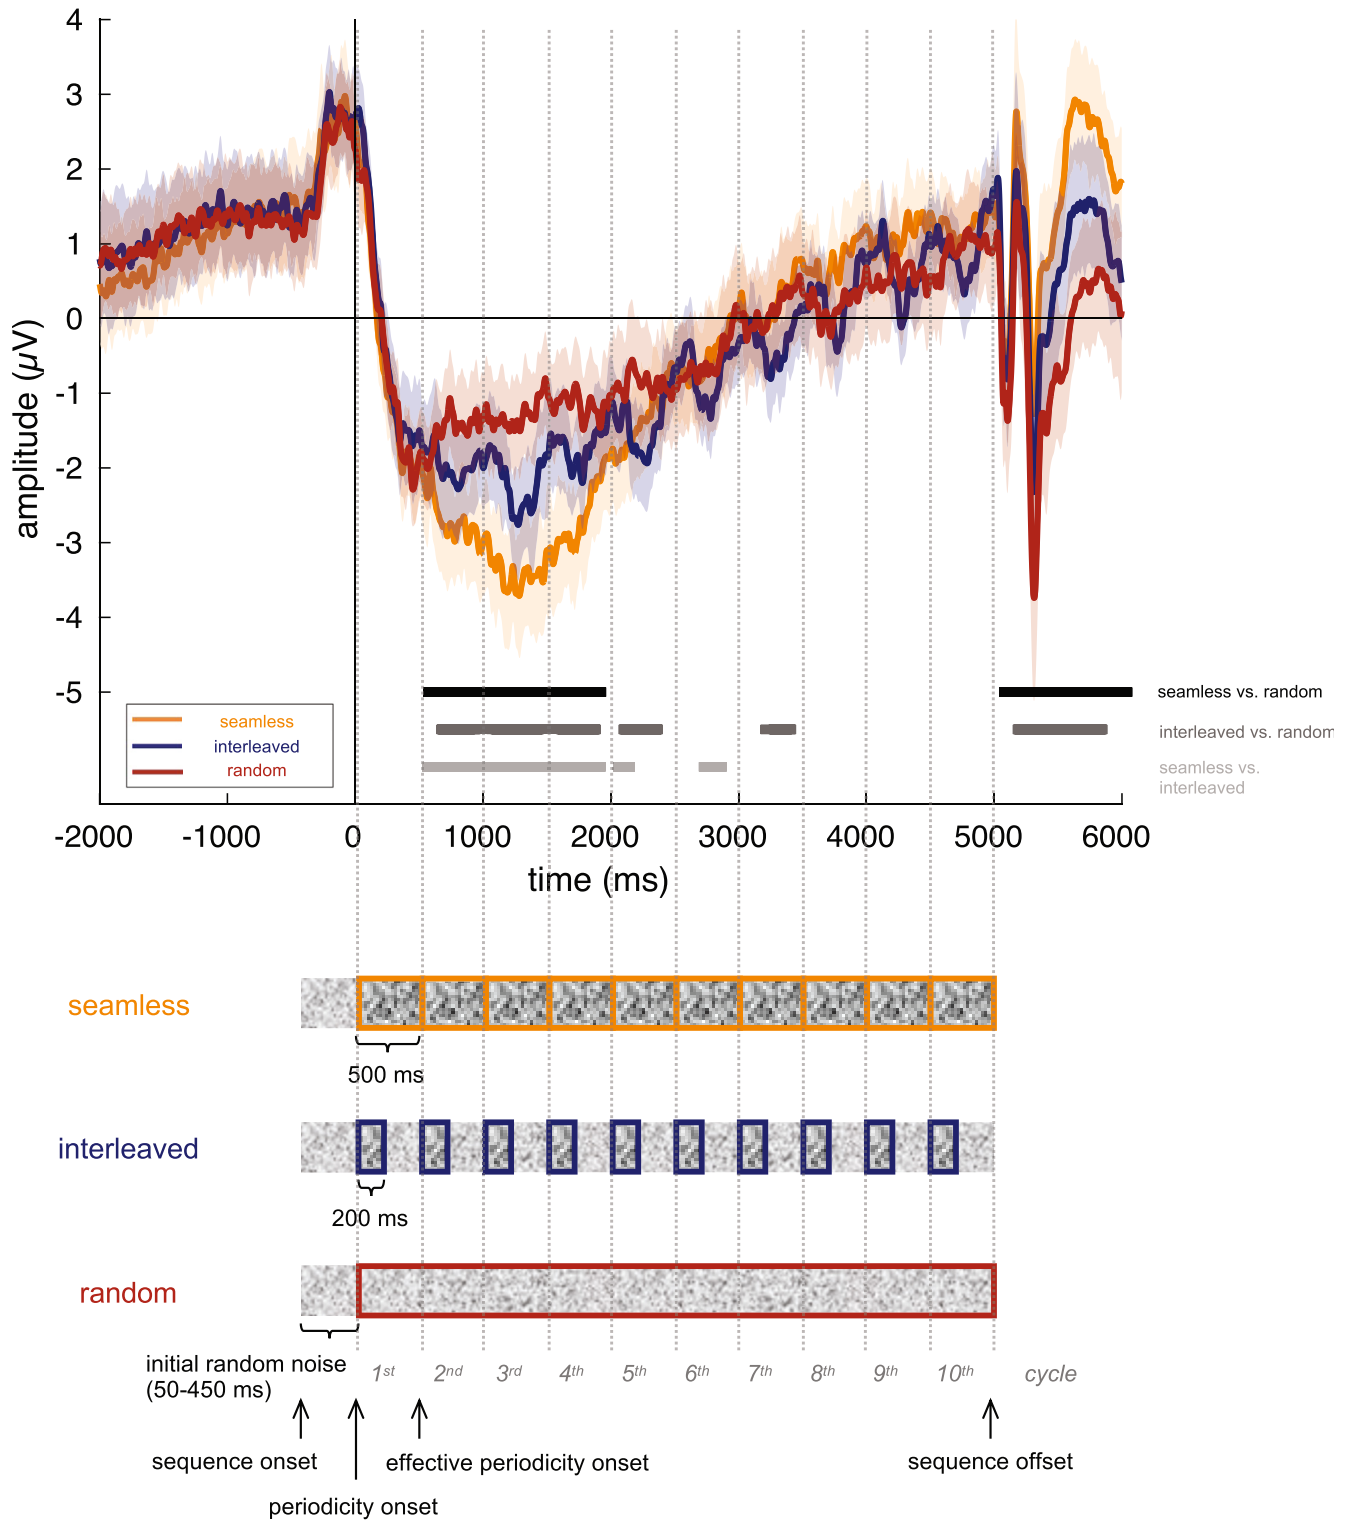 4
3
2
1
0
-1
-2
-3
-4
-5
amplitude (µV)
seamless
interleaved
random
seamless vs. random
interleaved vs. random
seamless vs.
interleaved
-2000 -1000 0 1000 2000 3000 4000 5000 6000
time (ms)
seamless
500 ms
interleaved
200 ms
random
initial random noise
(50-450 ms)
1st 2nd 3rd 4th 5th 6th 7th 8th 9th 10th cycle
sequence onset
effective periodicity onset
sequence offset
periodicity onset